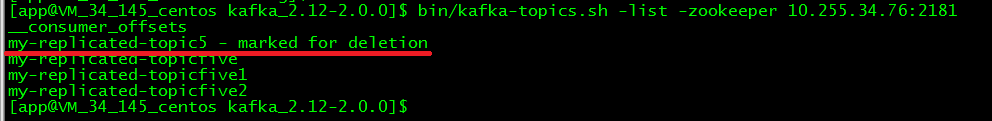 [app@VM_34_145_centos kafka_2.12-2.0.0]$ bin/kafka-topics.sh -list -zookeeper 10.255.34.76:2181
__consumer_offsets
my-replicated-topic5 - marked for deletion
my-replicated-topicfive
my-replicated-topicfive1
my-replicated-topicfive2
[app@VM_34_145_centos kafka_2.12-2.0.0]$